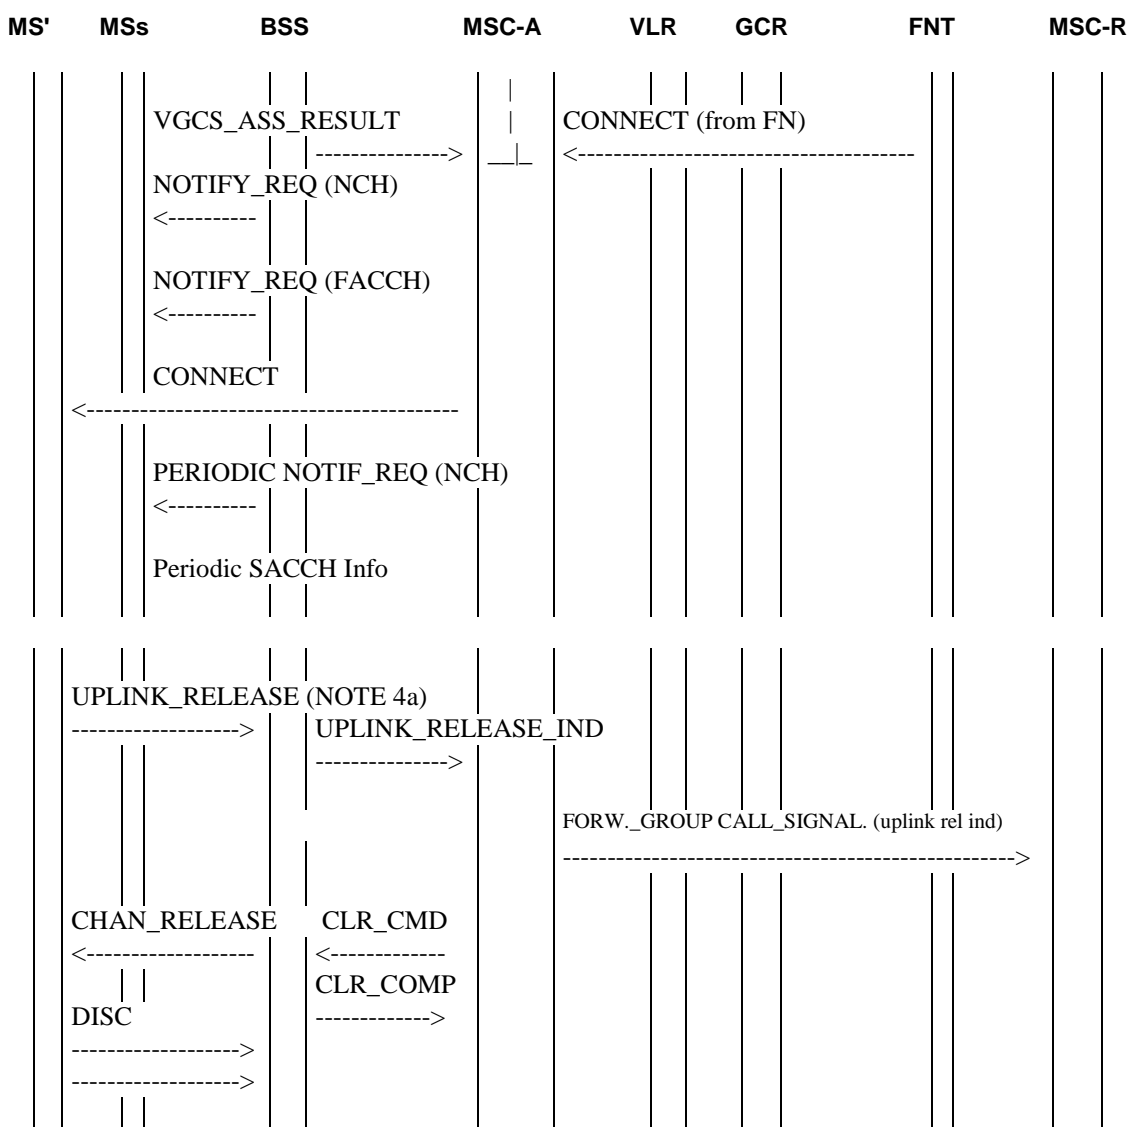 MS' MSs BSS MSC-A VLR GCR FNT MSC-R
VGCS_ASS_RESULT CONNECT (from FN)
NOTIFY_REQ (NCH)
NOTIFY_REQ (FACCH)
CONNECT
PERIODIC NOTIF_REQ (NCH)
Periodic SACCH Info
UPLINK_RELEASE (NOTE 4a)
UPLINK_RELEASE_IND
FORW._GROUP CALL_SIGNAL. (uplink rel ind)
CHAN_RELEASE CLR_CMD
CLR_COMP
DISC